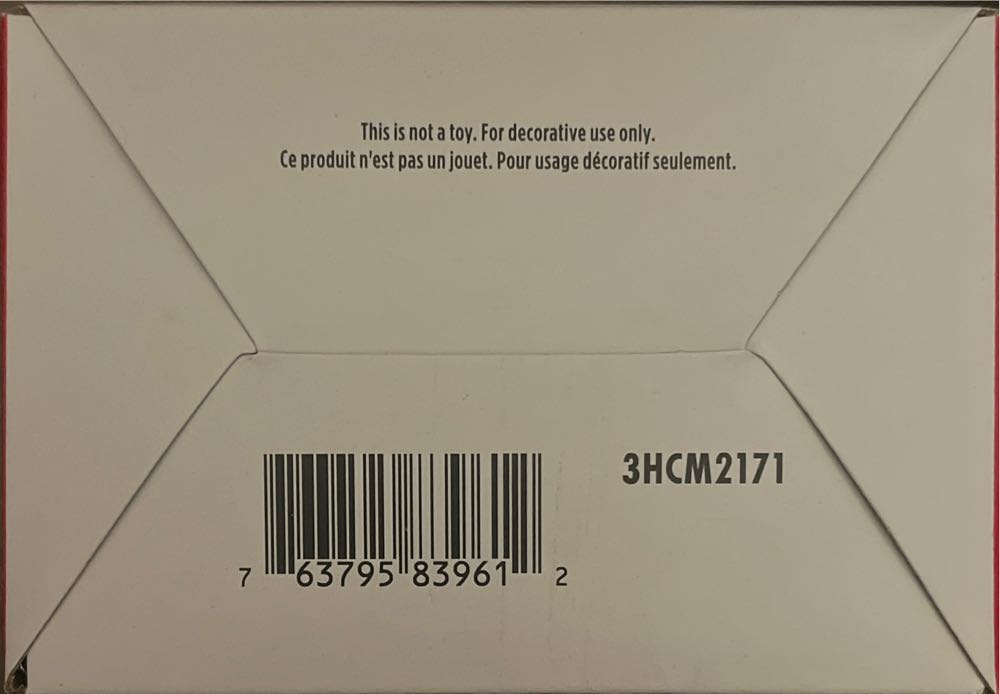 This is not a toy. For decorative use only.
Ce produit n'est pas un jouet. Pour usage décoratif seulement.
3HCM2171
7 63795 83961 2